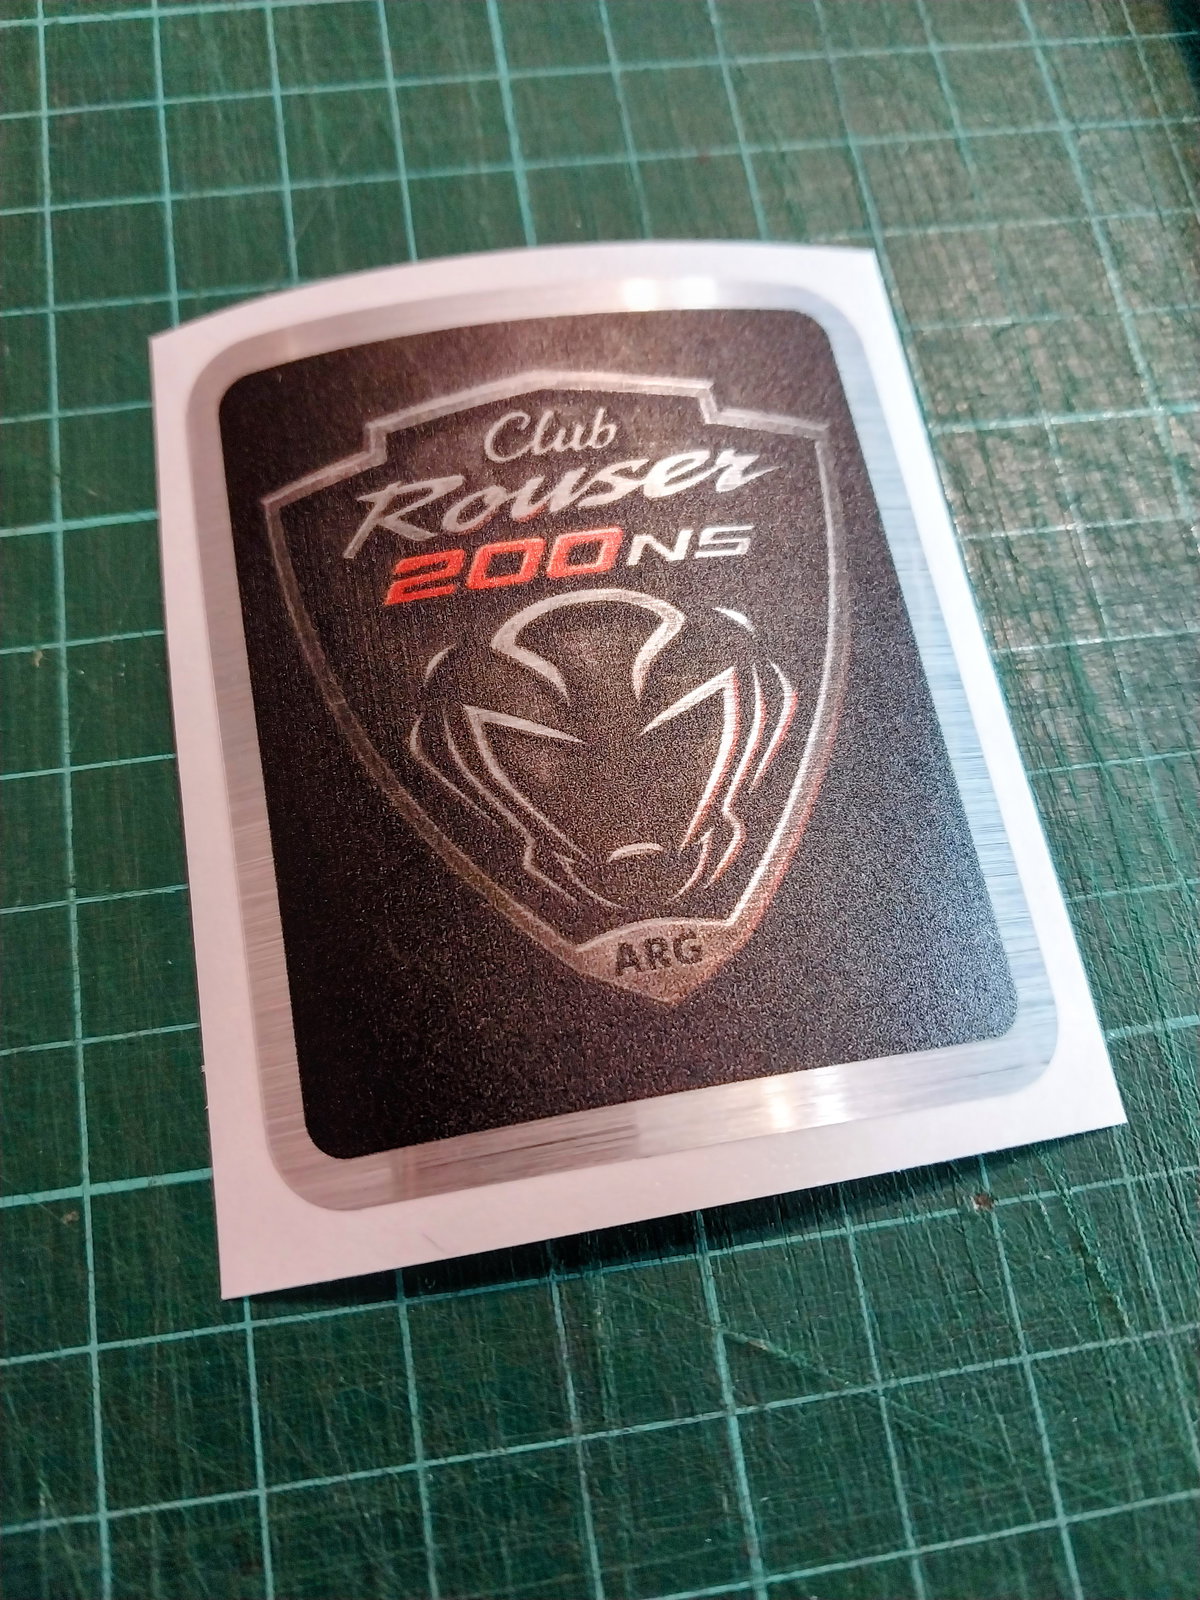 Club
Rouser
200NS
ARG